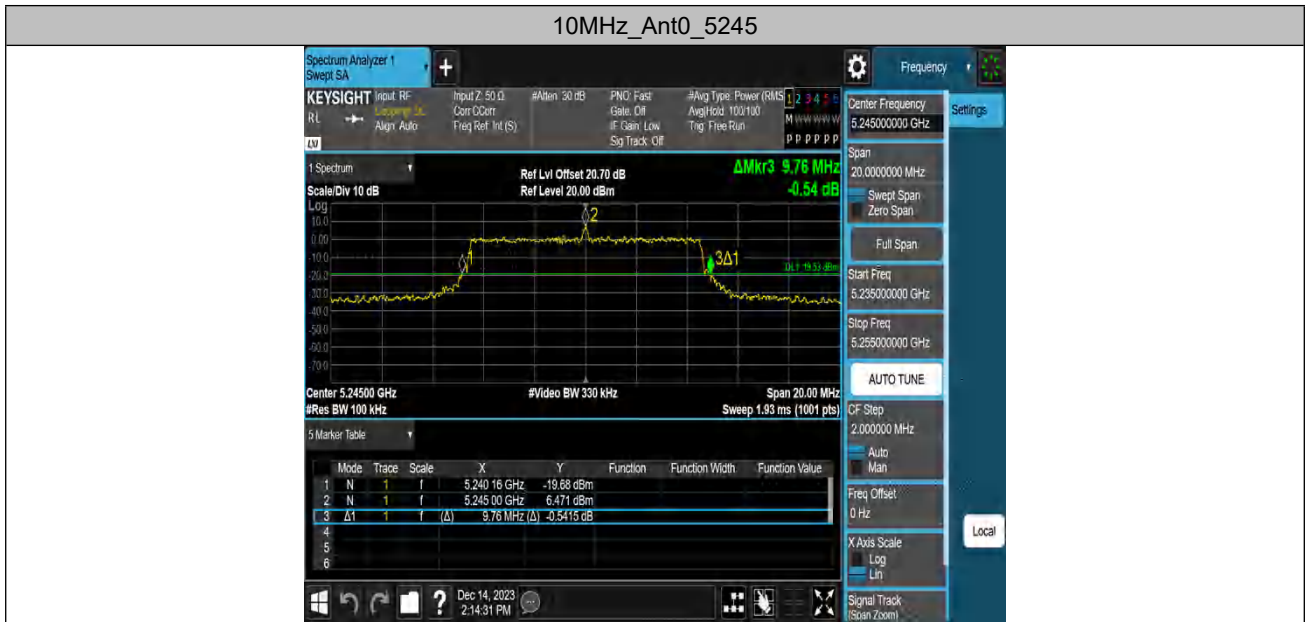 10MHz_Ant0_5245
Spectrum Analyzer 1
Swept SA
Frequency
KEYSIGHT
Input: RF
Input Z: 50 Ω
#Atten: 30 dB
PNO: Fast
#Avg Type: Power (RMS
1 2 3 4 5 6
RL
Coupling: DC
Corr CCorr
Gate: Off
Avg|Hold: 100/100
M W W W W W
Align: Auto
Freq Ref: Int (S)
IF Gain: Low
Trig: Free Run
P P P P P P
LXI
Sig Track: Off
1 Spectrum
Ref Lvl Offset 20.70 dB
ΔMkr3 9.76 MHz
Scale/Div 10 dB
Ref Level 20.00 dBm
-0.54 dB
Log
10.0
2
0.00
-10.0
3Δ1
-20.0
-30.0
-40.0
-50.0
-60.0
-70.0
Center 5.24500 GHz
#Video BW 330 kHz
Span 20.00 MHz
#Res BW 100 kHz
Sweep 1.93 ms (1001 pts)
5 Marker Table
Mode Trace Scale X Y Function Function Width Function Value
1 N 1 f 5.240 16 GHz -19.68 dBm
2 N 1 f 5.245 00 GHz 6.471 dBm
3 Δ1 1 f (Δ) 9.76 MHz (Δ) -0.5415 dB
4
5
6
Dec 14, 2023
2:14:31 PM
Center Frequency
5.245000000 GHz
Settings
Span
20.0000000 MHz
Swept Span
Zero Span
Full Span
Start Freq
5.235000000 GHz
Stop Freq
5.255000000 GHz
AUTO TUNE
CF Step
2.000000 MHz
Auto
Man
Freq Offset
0 Hz
Local
X Axis Scale
Log
Lin
Signal Track
(Span Zoom)